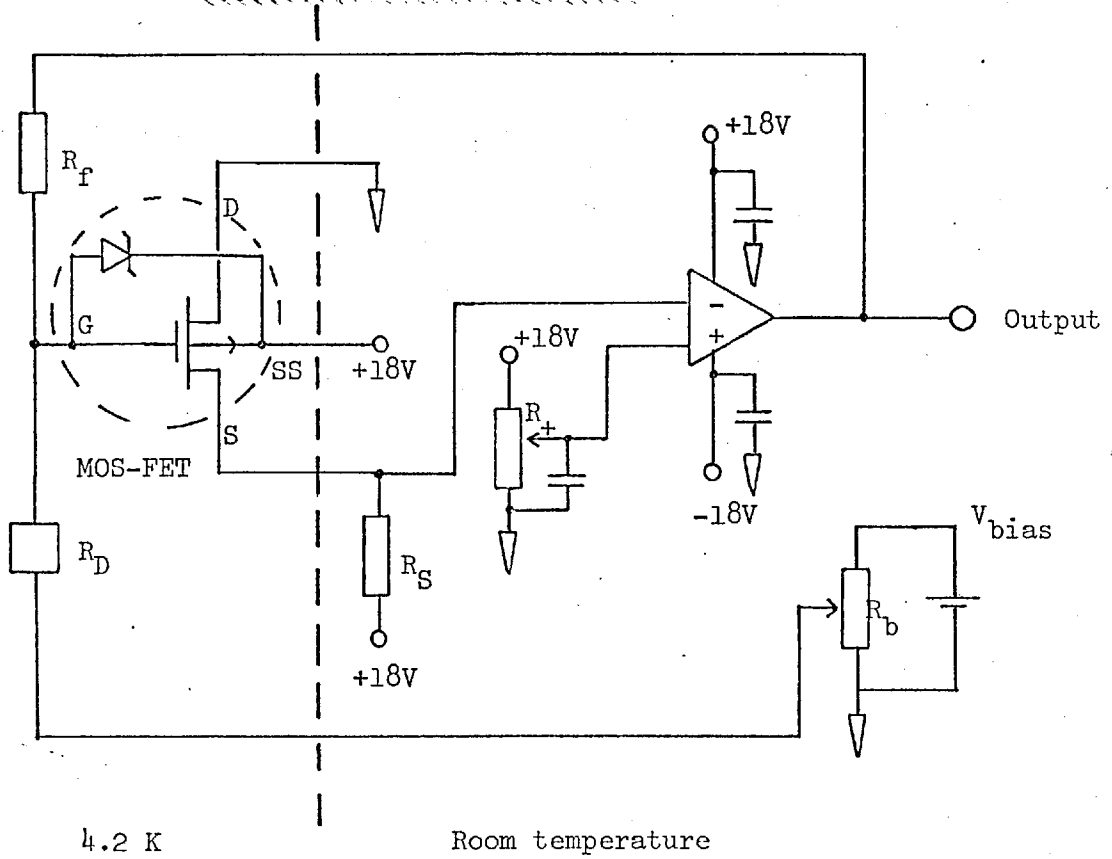 +18V
R_f
D
Output
G
SS
+18V
+18V
-
+
R_+
S
MOS-FET
-18V
V_bias
R_D
R_S
R_b
+18V
4.2 K
Room temperature